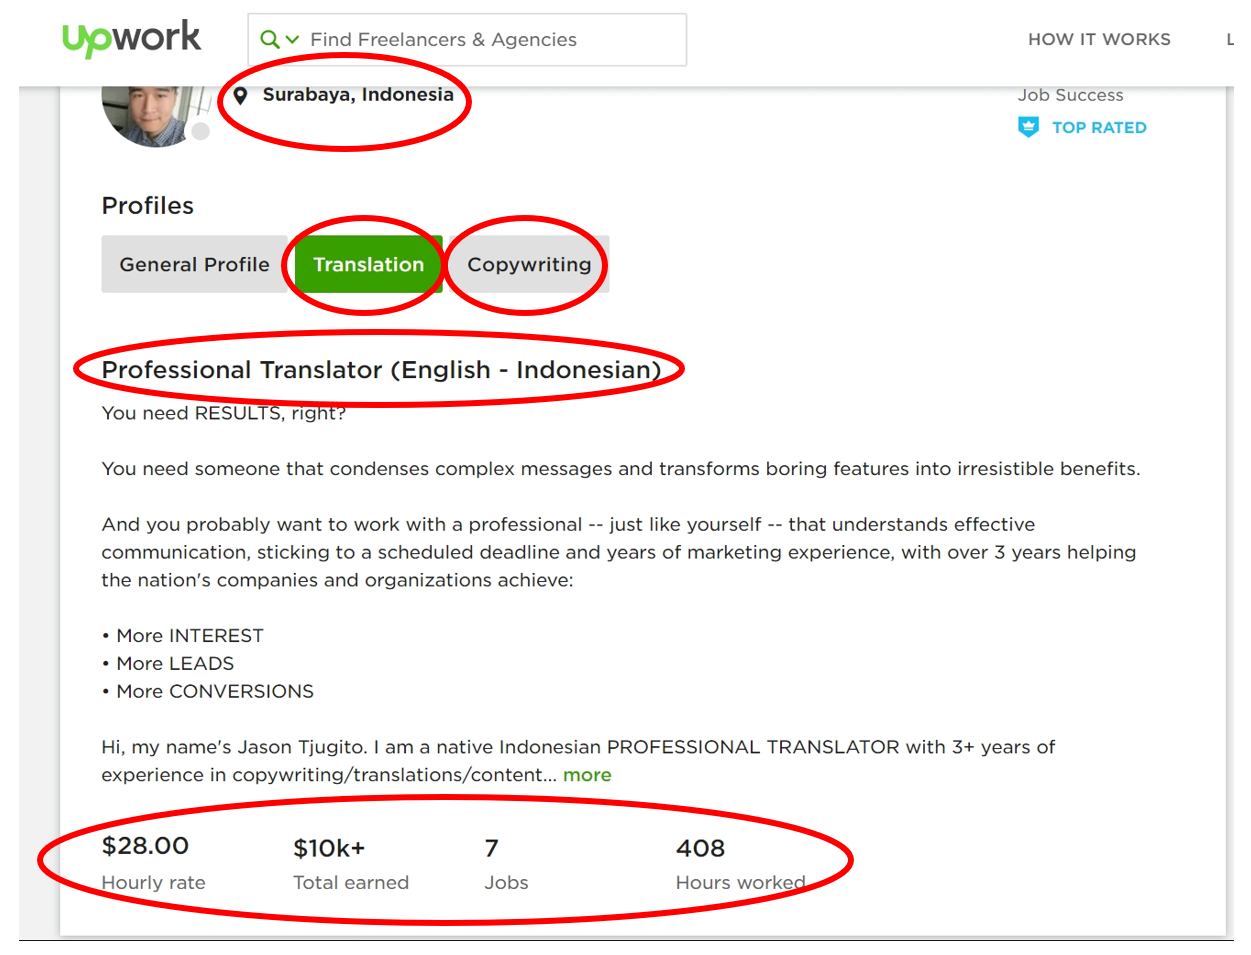 upwork
Find Freelancers & Agencies
HOW IT WORKS
Surabaya, Indonesia
Job Success
TOP RATED
Profiles
General Profile
Translation
Copywriting
Professional Translator (English - Indonesian)
You need RESULTS, right?
You need someone that condenses complex messages and transforms boring features into irresistible benefits.
And you probably want to work with a professional -- just like yourself -- that understands effective
communication, sticking to a scheduled deadline and years of marketing experience, with over 3 years helping
the nation's companies and organizations achieve:
• More INTEREST
• More LEADS
• More CONVERSIONS
Hi, my name's Jason Tjugito. I am a native Indonesian PROFESSIONAL TRANSLATOR with 3+ years of
experience in copywriting/translations/content... more
$28.00 $10k+ 7 408
Hourly rate Total earned Jobs Hours worked